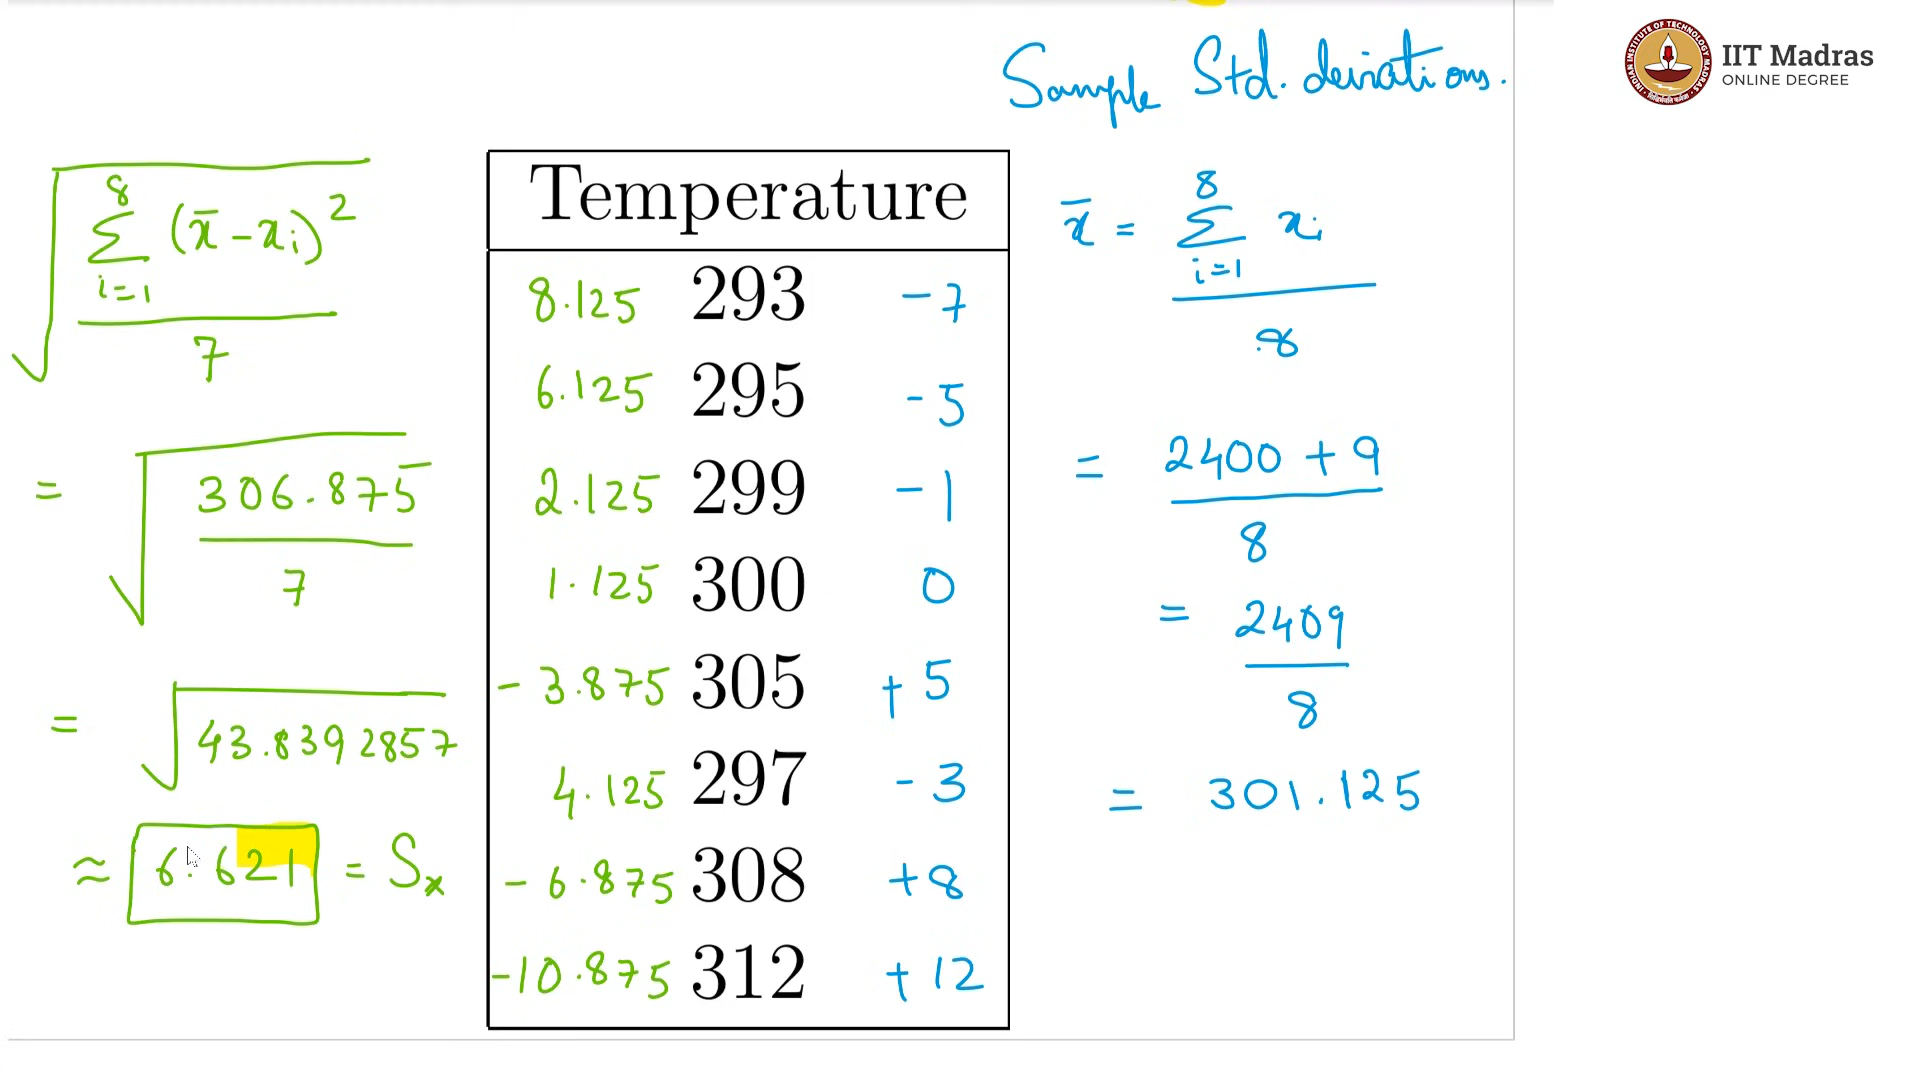 Sample Std. deviations.
IIT Madras
ONLINE DEGREE
√
8
Σ (x̄ - xᵢ)²
i=1
7
= √ 306.875
7
= √ 43.8392857
≈ 6.621 = Sₓ
Temperature
8.125 293 -7
6.125 295 -5
2.125 299 -1
1.125 300 0
-3.875 305 +5
4.125 297 -3
-6.875 308 +8
-10.875 312 +12
8
x̄ = Σ xᵢ
i=1
8
= 2400 + 9
8
= 2409
8
= 301.125